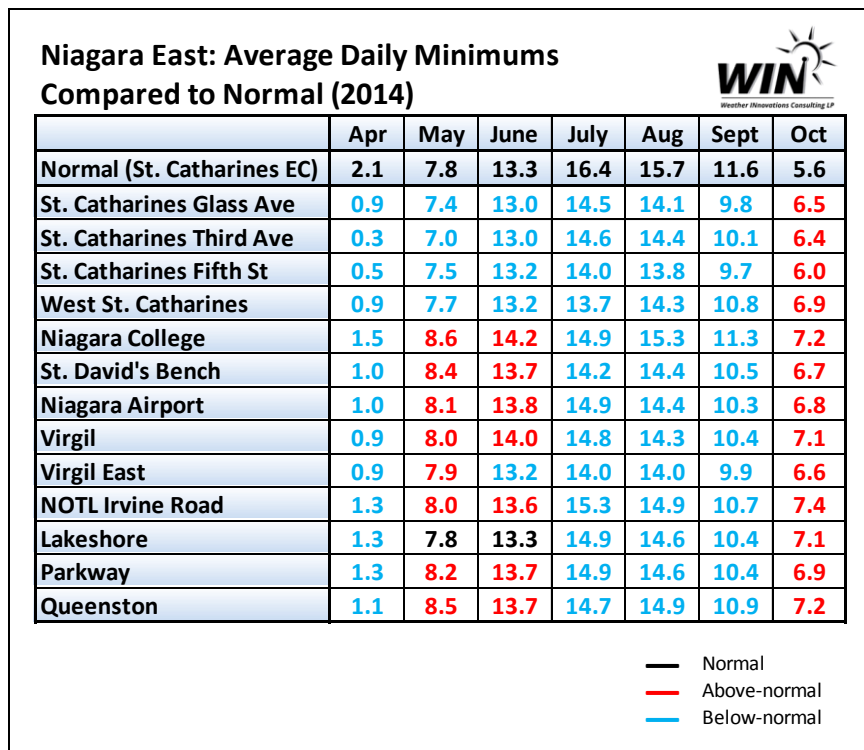 Niagara East: Average Daily Minimums
Compared to Normal (2014)
WIN
Weather INnovations Consulting LP
Apr May June July Aug Sept Oct
Normal (St. Catharines EC) 2.1 7.8 13.3 16.4 15.7 11.6 5.6
St. Catharines Glass Ave 0.9 7.4 13.0 14.5 14.1 9.8 6.5
St. Catharines Third Ave 0.3 7.0 13.0 14.6 14.4 10.1 6.4
St. Catharines Fifth St 0.5 7.5 13.2 14.0 13.8 9.7 6.0
West St. Catharines 0.9 7.7 13.2 13.7 14.3 10.8 6.9
Niagara College 1.5 8.6 14.2 14.9 15.3 11.3 7.2
St. David's Bench 1.0 8.4 13.7 14.2 14.4 10.5 6.7
Niagara Airport 1.0 8.1 13.8 14.9 14.4 10.3 6.8
Virgil 0.9 8.0 14.0 14.8 14.3 10.4 7.1
Virgil East 0.9 7.9 13.2 14.0 14.0 9.9 6.6
NOTL Irvine Road 1.3 8.0 13.6 15.3 14.9 10.7 7.4
Lakeshore 1.3 7.8 13.3 14.9 14.6 10.4 7.1
Parkway 1.3 8.2 13.7 14.9 14.6 10.4 6.9
Queenston 1.1 8.5 13.7 14.7 14.9 10.9 7.2
Normal
Above-normal
Below-normal